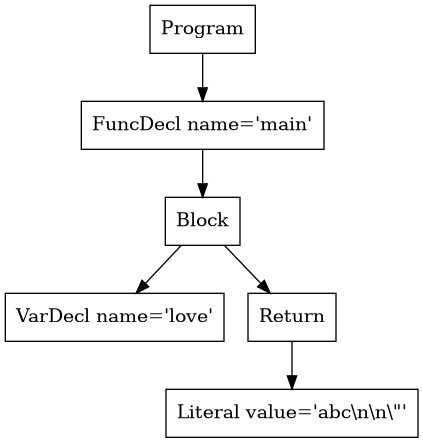 Program
FuncDecl name='main'
Block
VarDecl name='love'
Return
Literal value='abc\n\n\"'